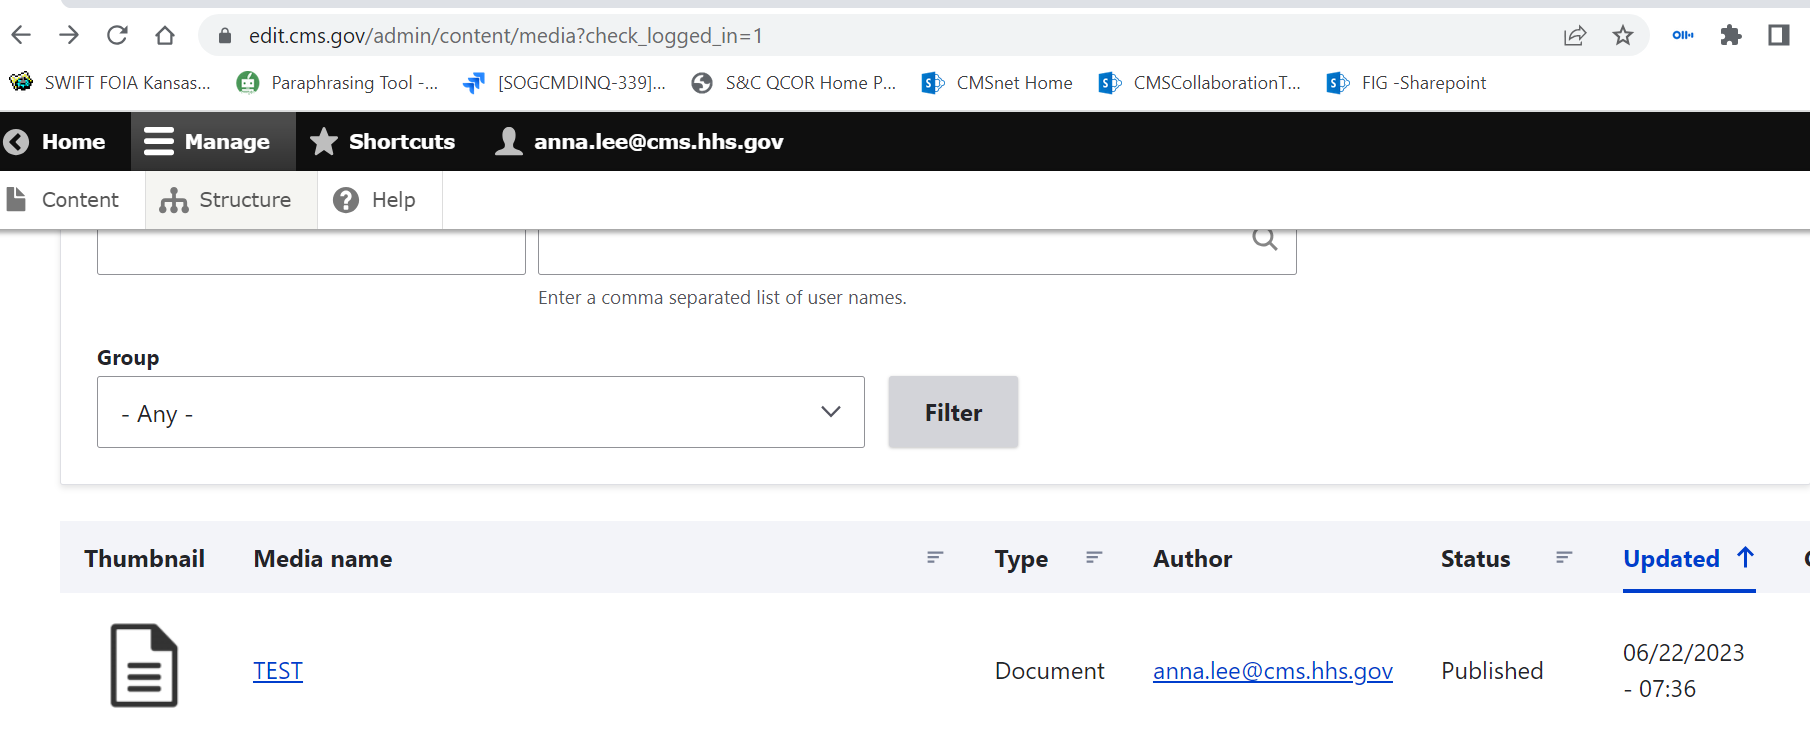 edit.cms.gov/admin/content/media?check_logged_in=1
SWIFT FOIA Kansas... Paraphrasing Tool -... [SOGCMDINQ-339]... S&C QCOR Home P... CMSnet Home CMSCollaborationT... FIG -Sharepoint
Home Manage Shortcuts anna.lee@cms.hhs.gov
Content Structure Help
Enter a comma separated list of user names.
Group
- Any - Filter
Thumbnail Media name Type Author Status Updated
TEST Document anna.lee@cms.hhs.gov Published 06/22/2023
- 07:36